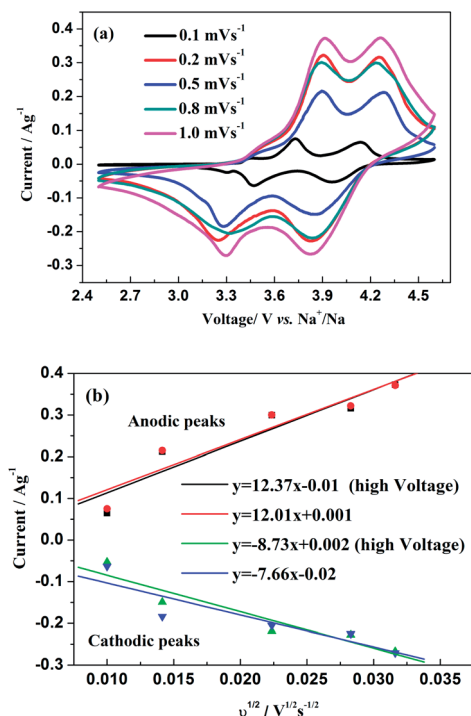 (a)
0.1 mVs⁻¹
0.2 mVs⁻¹
0.5 mVs⁻¹
0.8 mVs⁻¹
1.0 mVs⁻¹
Current / Ag⁻¹
0.4
0.3
0.2
0.1
0.0
-0.1
-0.2
-0.3
2.4 2.7 3.0 3.3 3.6 3.9 4.2 4.5
Voltage/ V vs. Na⁺/Na
(b)
Anodic peaks
y=12.37x-0.01 (high Voltage)
y=12.01x+0.001
y=-8.73x+0.002 (high Voltage)
y=-7.66x-0.02
Cathodic peaks
Current / Ag⁻¹
0.4
0.3
0.2
0.1
-0.0
-0.1
-0.2
-0.3
0.010 0.015 0.020 0.025 0.030 0.035
υ¹ᐟ² / V¹ᐟ²s⁻¹ᐟ²